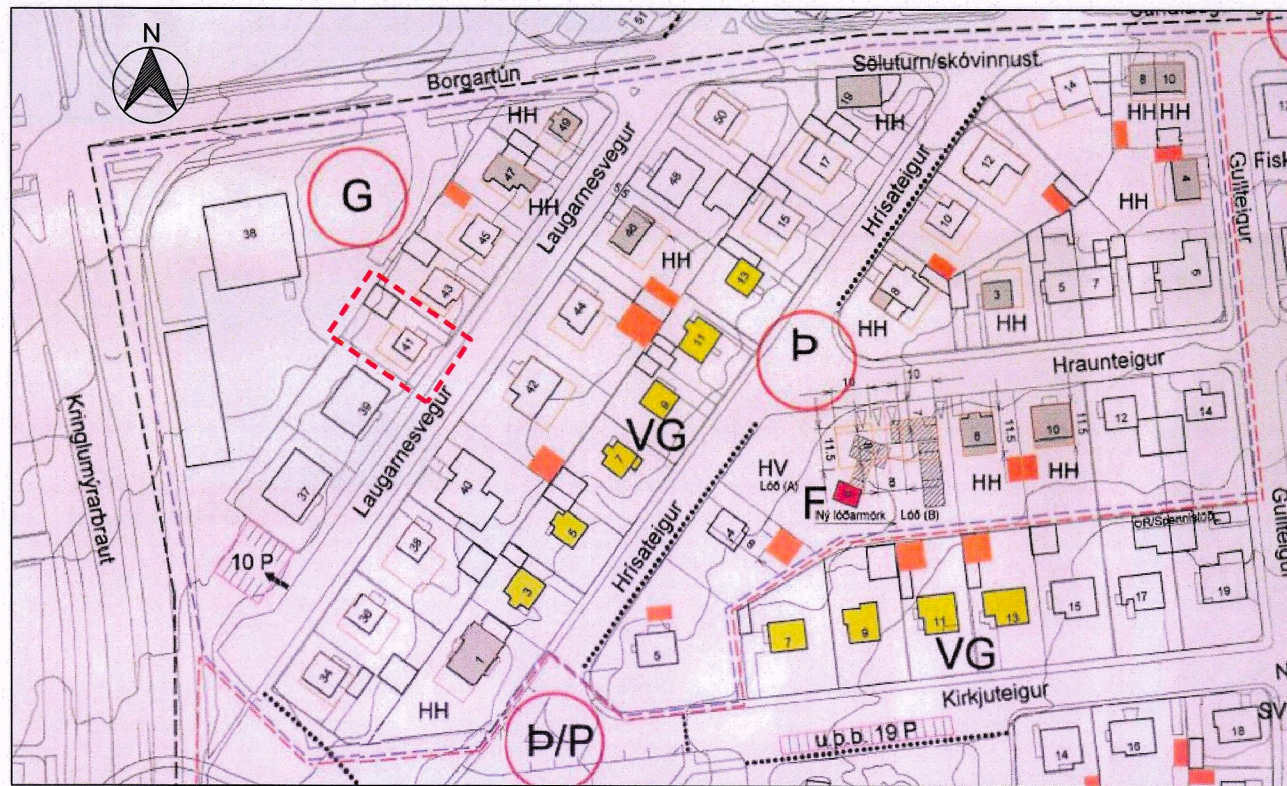 N
51
Borgartún
Söluturn/skóvinnust.
G
HH
49
47
HH
45
43
41
39
37
38
Laugarnesvegur
50
48
46
HH
44
42
40
38
36
34
19
HH
17
15
13
11
9
7
5
3
1
HH
VG
Hrísateigur
14
8 10
HH HH
12
10
8
HH
4
HH
3
HH
5 7
9
Gullteigur
Fisk
Þ
Hraunteigur
Kringlumýrarbraut
Laugarnesvegur
10 P
Hrísateigur
10
10
11.5
7
8
HV
Lóð (A)
F
Ný lóðarmörk
Lóð (B)
8
HH
11.5
10
11.5
HH
12
14
4
6
OR/Spennistöð
7
9
11
13
15
17
19
VG
Gullteigur
Kirkjuteigur
Þ/P
u.þ.b. 19 P
14
16
18